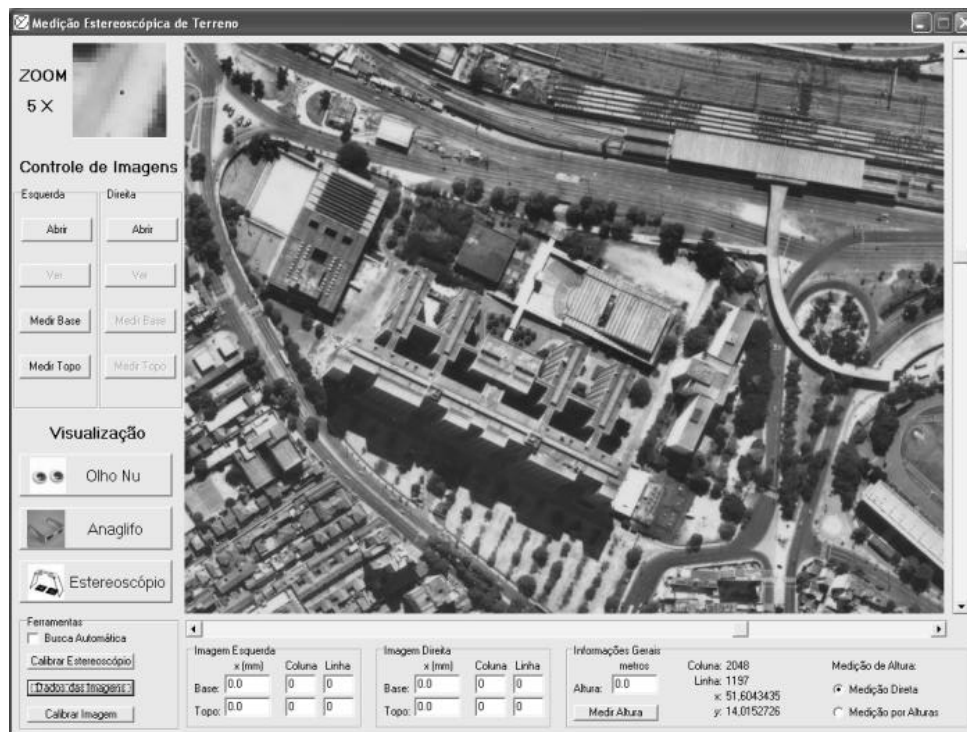 Medição Estereoscópica de Terreno
ZOOM
5 X
Controle de Imagens
Esquerda
Direita
Abrir
Abrir
Ver
Ver
Medir Base
Medir Base
Medir Topo
Medir Topo
Visualização
Olho Nu
Anaglifo
Estereoscópio
Ferramentas
Busca Automática
Calibrar Estereoscópio
Dados das Imagens
Calibrar Imagem
Imagem Esquerda
x (mm) Coluna Linha
Base: 0.0 0 0
Topo: 0.0 0 0
Imagem Direita
x (mm) Coluna Linha
Base: 0.0 0 0
Topo: 0.0 0 0
Informações Gerais
metros
Altura: 0.0
Medir Altura
Coluna: 2048
Linha: 1197
x: 51,6043435
y: 14,0152726
Medição de Altura:
Medição Direta
Medição por Alturas